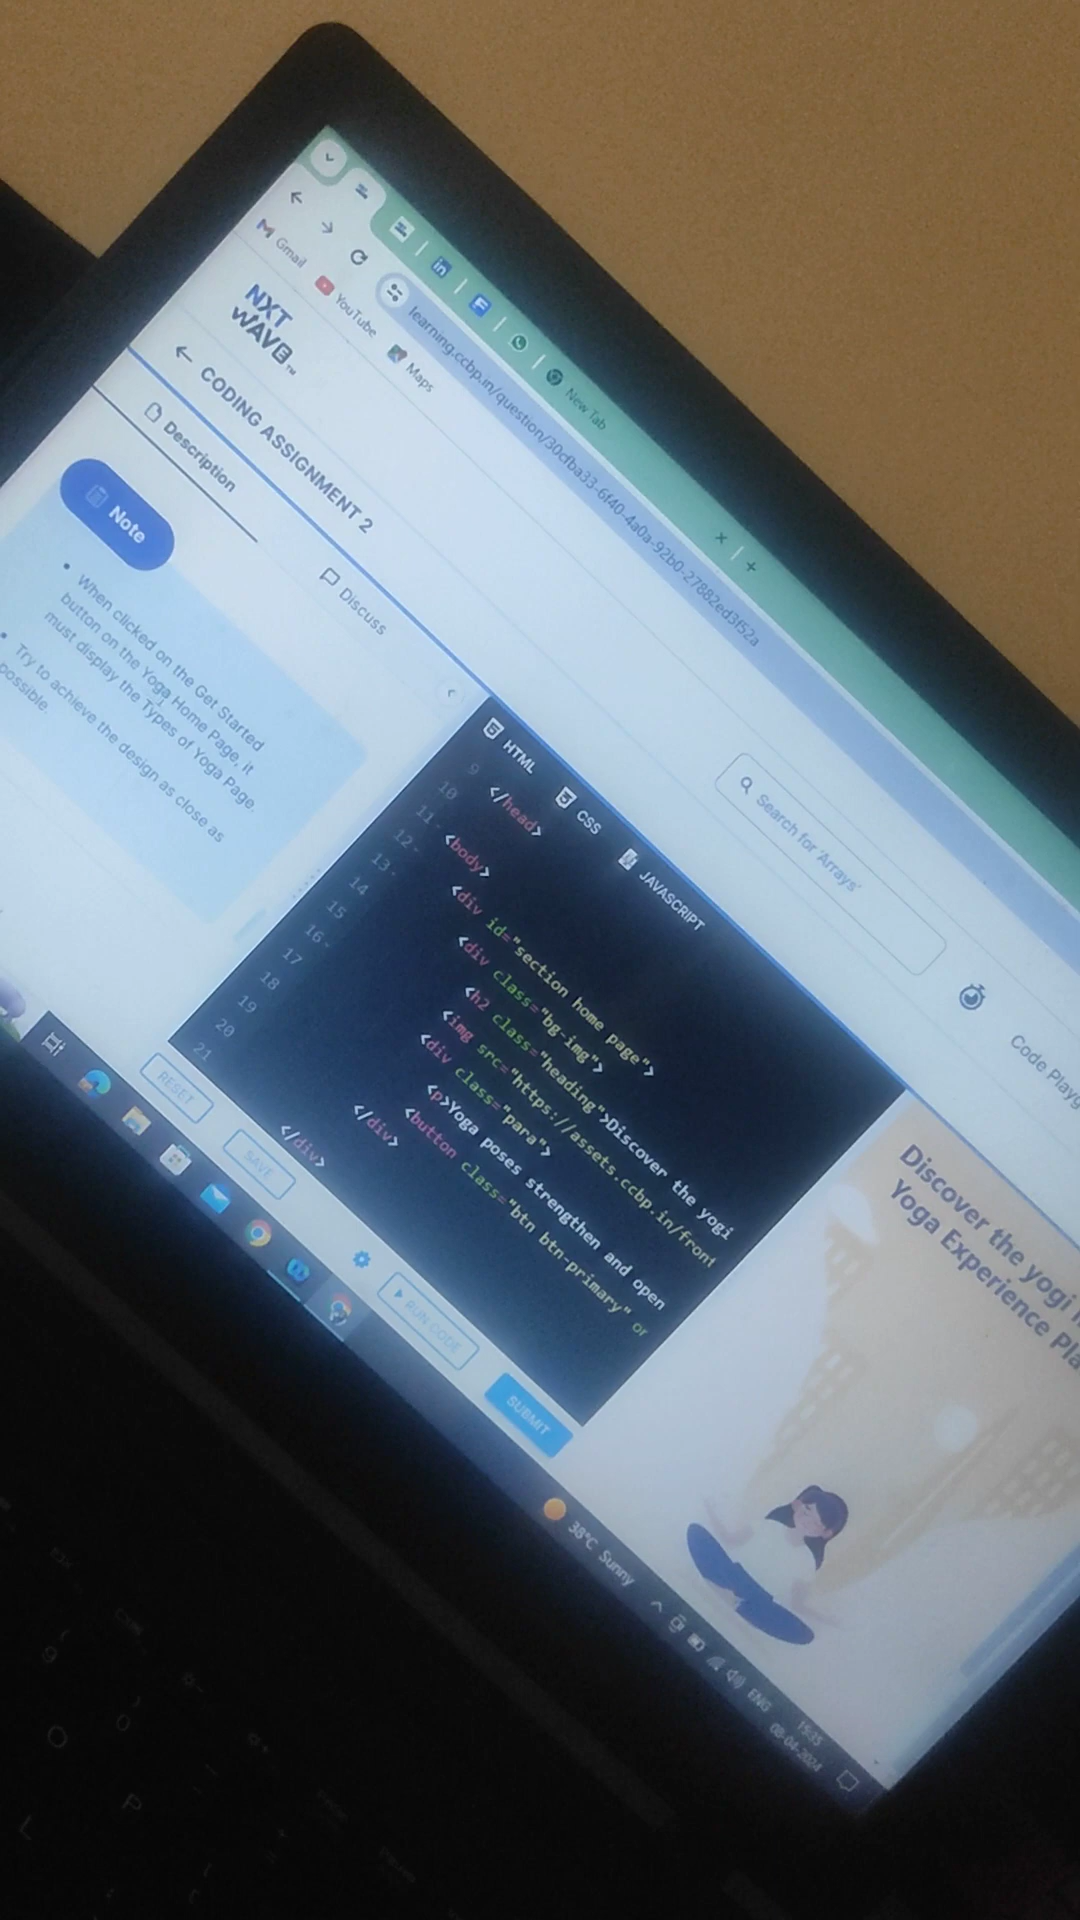 New Tab
learning.ccbp.in/question/30cfba33-6f40-4a0a-92b0-27882ed3f52a
Gmail
YouTube
Maps
NXT
WAVE™
Search for 'Arrays'
Code Playg
CODING ASSIGNMENT 2
Description
Discuss
Note
• When clicked on the Get Started
button on the Yoga Home Page, it
must display the Types of Yoga Page.
• Try to achieve the design as close as
possible.
HTML
CSS
JAVASCRIPT
9 </head>
10
11 <body>
12 <div id="section home page">
13 <div class="bg-img">
14 <h2 class="heading">Discover the yogi
15 <img src="https://assets.ccbp.in/front
16 <div class="para">
17 <p>Yoga poses strengthen and open
18 <button class="btn btn-primary" or
19 </div>
20 </div>
21 </div>
RESET
SAVE
RUN CODE
SUBMIT
Discover the yogi
Yoga Experience Pla
38°C Sunny
ENG
15:35
08-04-2024
O
P
L